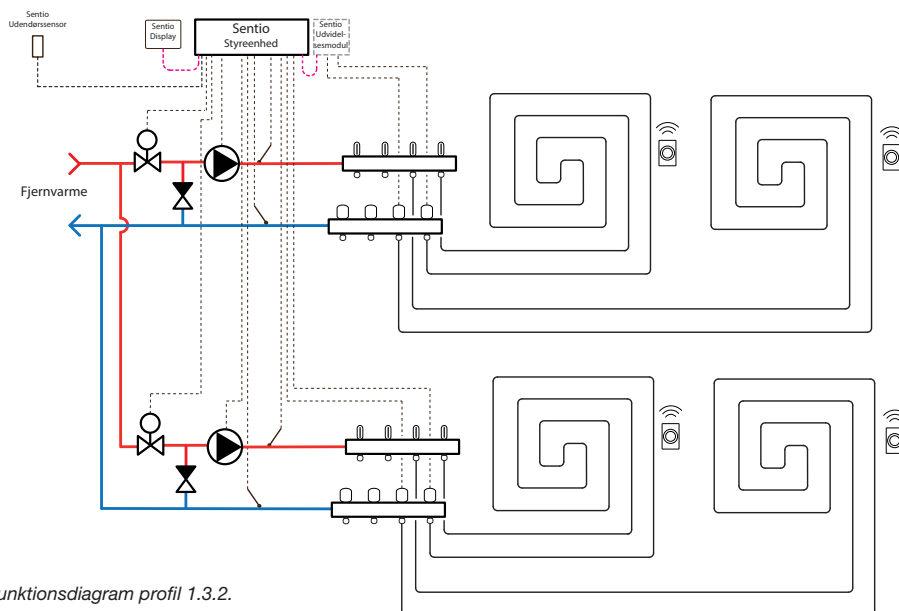 Sentio
Udendørssensor
Sentio
Display
Sentio
Styreenhed
Sentio
Udvidel-
sesmodul
Fjernvarme
unktionsdiagram profil 1.3.2.